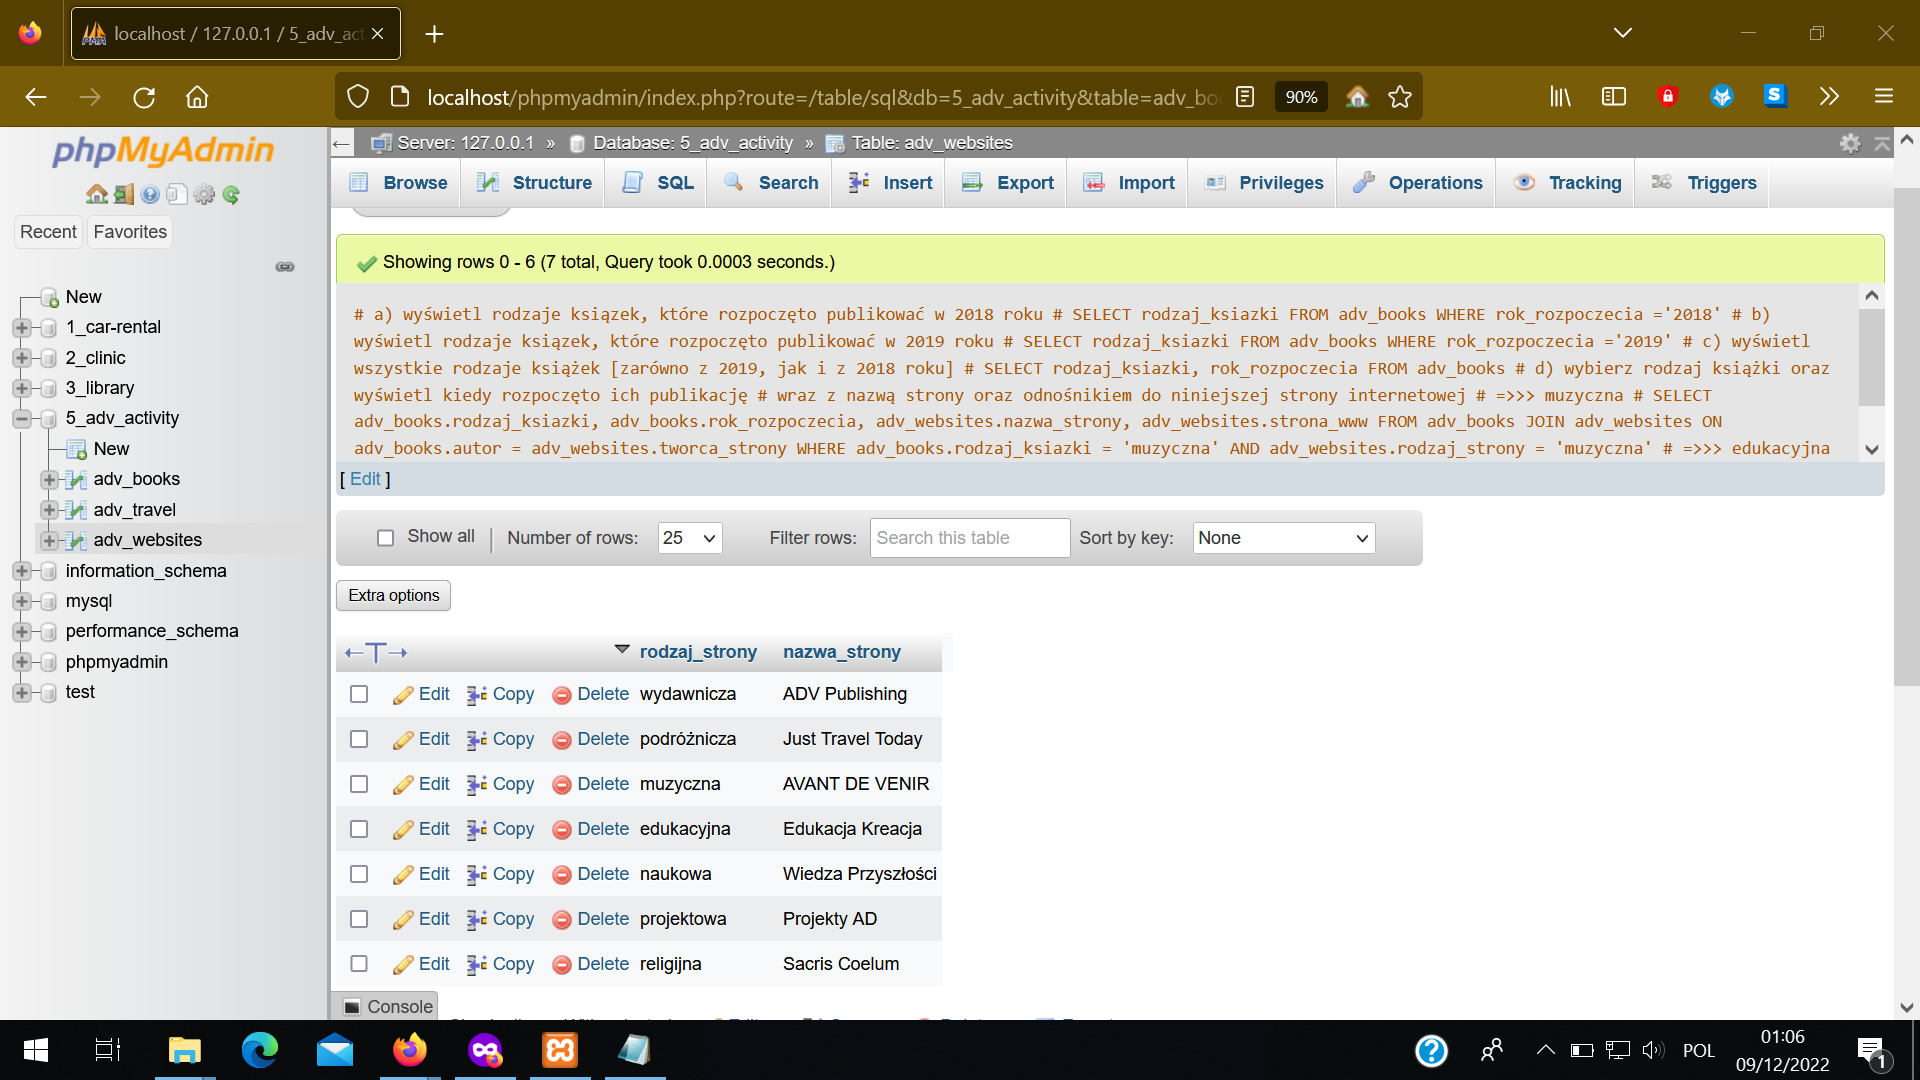 localhost / 127.0.0.1 / 5_adv_act
localhost/phpmyadmin/index.php?route=/table/sql&db=5_adv_activity&table=adv_bo
90%
phpMyAdmin
Recent
Favorites
New
1_car-rental
2_clinic
3_library
5_adv_activity
New
adv_books
adv_travel
adv_websites
information_schema
mysql
performance_schema
phpmyadmin
test
Server: 127.0.0.1 » Database: 5_adv_activity » Table: adv_websites
Browse Structure SQL Search Insert Export Import Privileges Operations Tracking Triggers
Showing rows 0 - 6 (7 total, Query took 0.0003 seconds.)
# a) wyświetl rodzaje ksiązek, które rozpoczęto publikować w 2018 roku # SELECT rodzaj_ksiazki FROM adv_books WHERE rok_rozpoczecia ='2018' # b)
wyświetl rodzaje ksiązek, które rozpoczęto publikować w 2019 roku # SELECT rodzaj_ksiazki FROM adv_books WHERE rok_rozpoczecia ='2019' # c) wyświetl
wszystkie rodzaje książek [zarówno z 2019, jak i z 2018 roku] # SELECT rodzaj_ksiazki, rok_rozpoczecia FROM adv_books # d) wybierz rodzaj książki oraz
wyświetl kiedy rozpoczęto ich publikację # wraz z nazwą strony oraz odnośnikiem do niniejszej strony internetowej # =>>> muzyczna # SELECT
adv_books.rodzaj_ksiazki, adv_books.rok_rozpoczecia, adv_websites.nazwa_strony, adv_websites.strona_www FROM adv_books JOIN adv_websites ON
adv_books.autor = adv_websites.tworca_strony WHERE adv_books.rodzaj_ksiazki = 'muzyczna' AND adv_websites.rodzaj_strony = 'muzyczna' # =>>> edukacyjna
[ Edit ]
Show all Number of rows: 25 Filter rows: Search this table Sort by key: None
Extra options
rodzaj_strony nazwa_strony
Edit Copy Delete wydawnicza ADV Publishing
Edit Copy Delete podróżnicza Just Travel Today
Edit Copy Delete muzyczna AVANT DE VENIR
Edit Copy Delete edukacyjna Edukacja Kreacja
Edit Copy Delete naukowa Wiedza Przyszłości
Edit Copy Delete projektowa Projekty AD
Edit Copy Delete religijna Sacris Coelum
Console
POL
01:06
09/12/2022
1